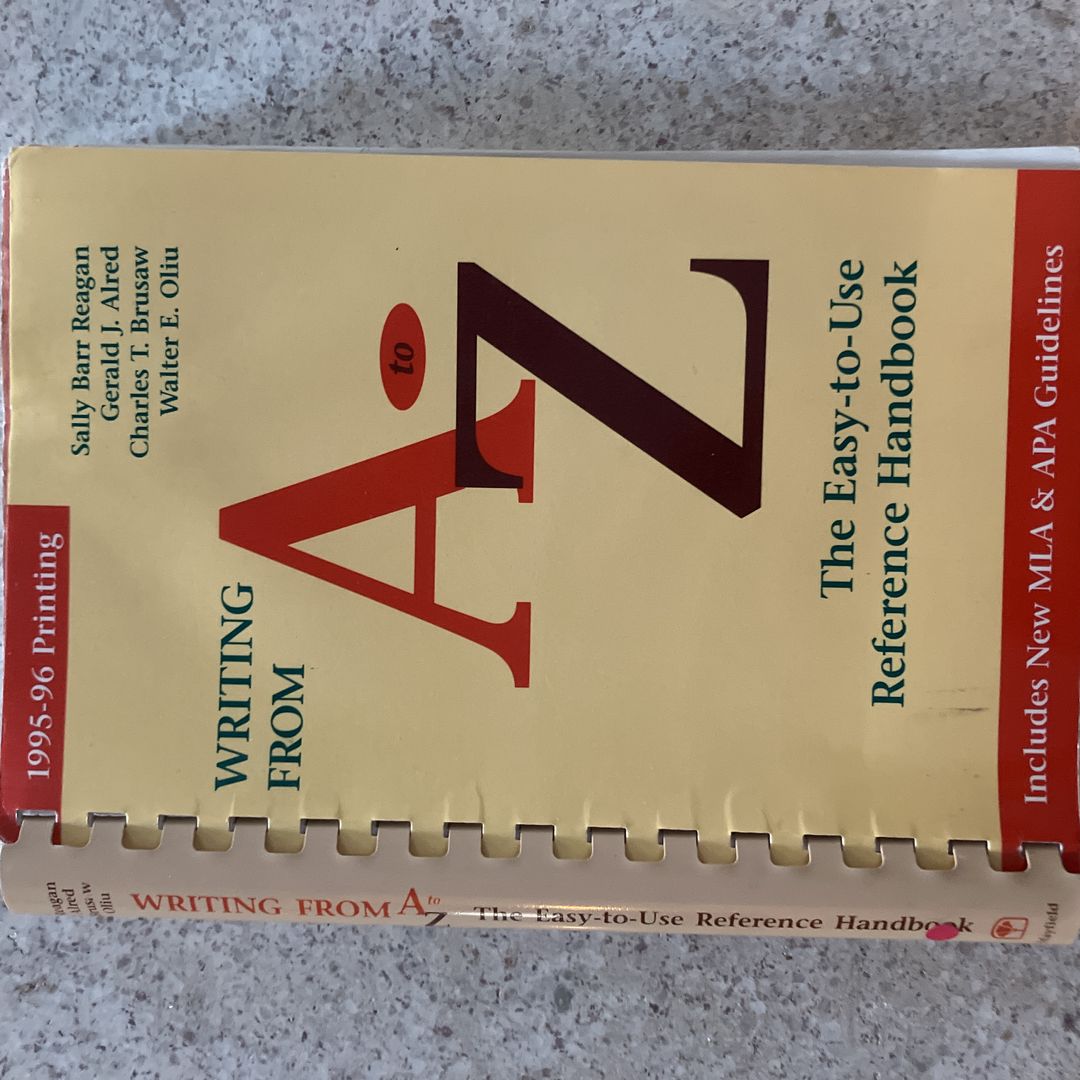 1995-96 Printing
Sally Barr Reagan
Gerald J. Alred
Charles T. Brusaw
Walter E. Oliu
WRITING
FROM
A to Z
The Easy-to-Use
Reference Handbook
Includes New MLA & APA Guidelines
Oliu
WRITING FROM A to Z The Easy-to-Use Reference Handbook